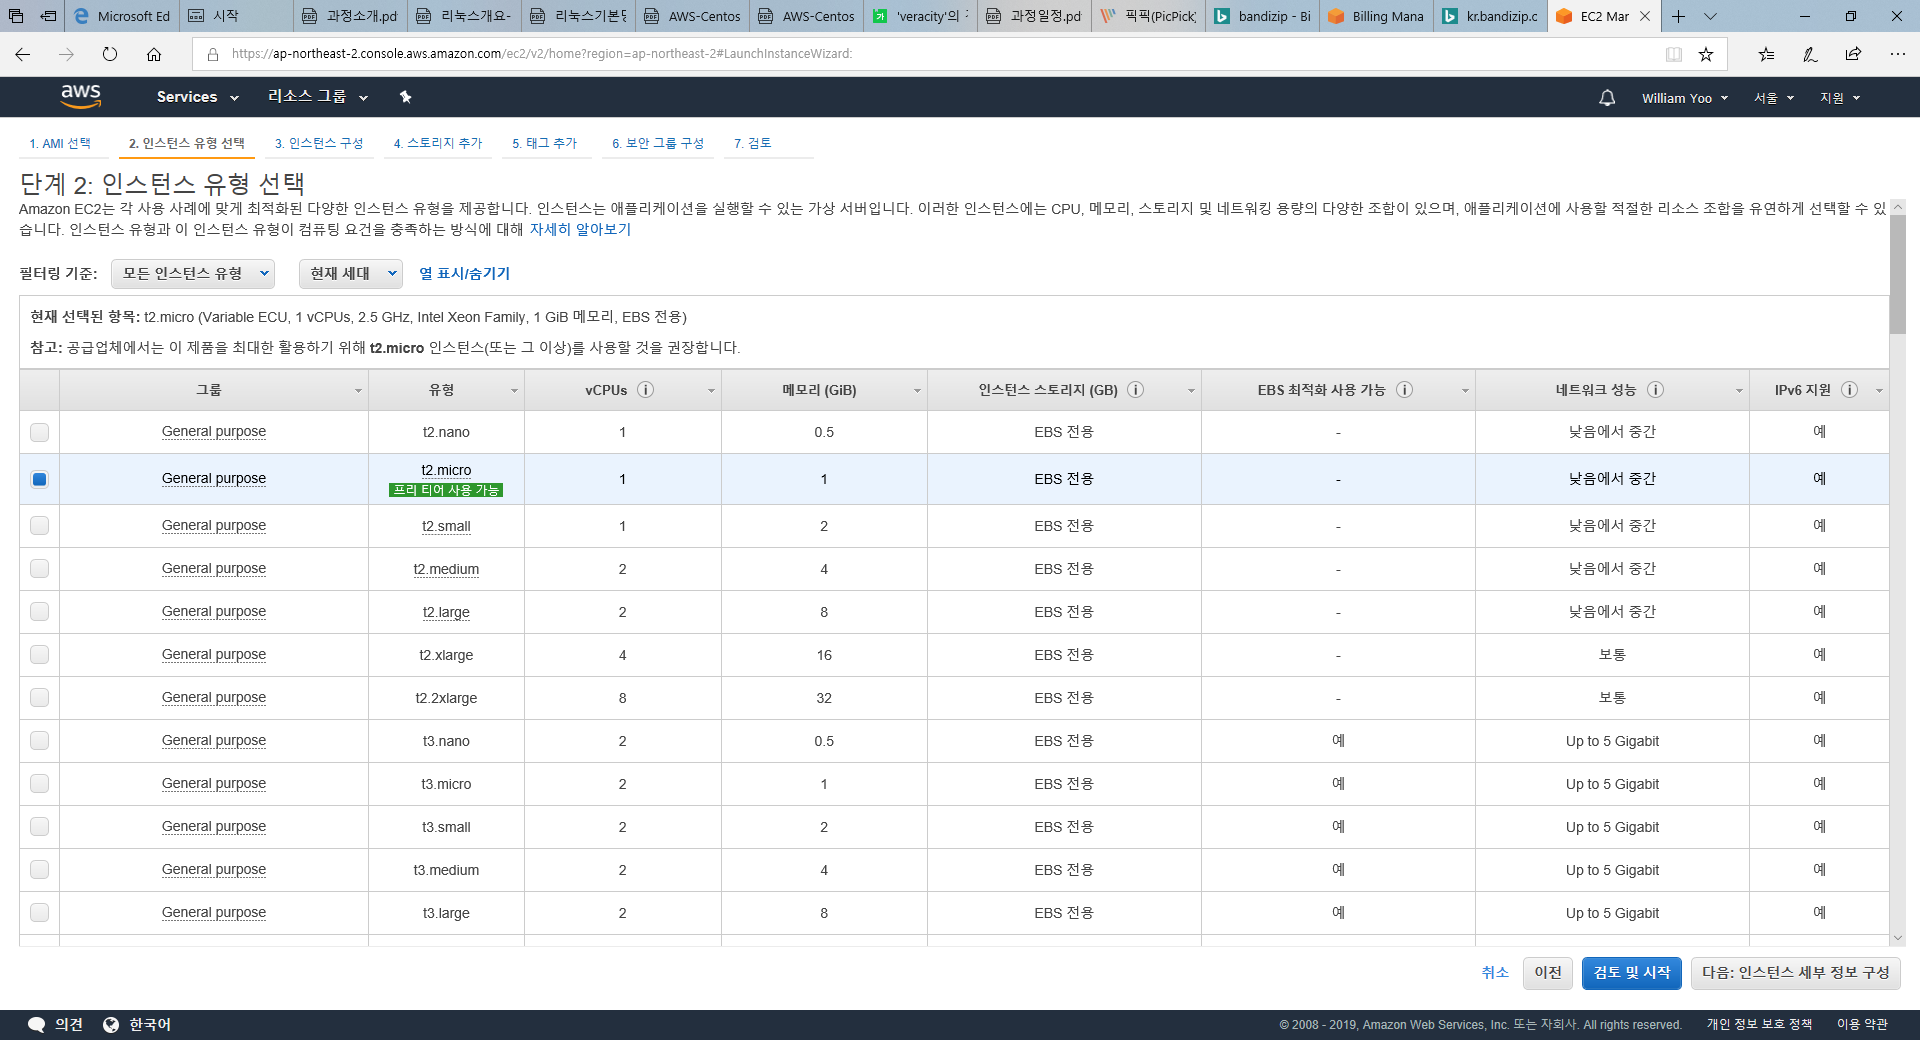 Microsoft Ed
시작
과정소개.pd
리눅스개요-
리눅스기본명
AWS-Centos
AWS-Centos
'veracity'의
과정일정.pd
픽픽(PicPick)
bandizip - Bi
Billing Mana
kr.bandizip.c
EC2 Mar
https://ap-northeast-2.console.aws.amazon.com/ec2/v2/home?region=ap-northeast-2#LaunchInstanceWizard:
aws Services 리소스 그룹 William Yoo 서울 지원
1. AMI 선택 2. 인스턴스 유형 선택 3. 인스턴스 구성 4. 스토리지 추가 5. 태그 추가 6. 보안 그룹 구성 7. 검토
단계 2: 인스턴스 유형 선택
Amazon EC2는 각 사용 사례에 맞게 최적화된 다양한 인스턴스 유형을 제공합니다. 인스턴스는 애플리케이션을 실행할 수 있는 가상 서버입니다. 이러한 인스턴스에는 CPU, 메모리, 스토리지 및 네트워킹 용량의 다양한 조합이 있으며, 애플리케이션에 사용할 적절한 리소스 조합을 유연하게 선택할 수 있
습니다. 인스턴스 유형과 이 인스턴스 유형이 컴퓨팅 요건을 충족하는 방식에 대해 자세히 알아보기
필터링 기준: 모든 인스턴스 유형 현재 세대 열 표시/숨기기
현재 선택된 항목: t2.micro (Variable ECU, 1 vCPUs, 2.5 GHz, Intel Xeon Family, 1 GiB 메모리, EBS 전용)
참고: 공급업체에서는 이 제품을 최대한 활용하기 위해 t2.micro 인스턴스(또는 그 이상)를 사용할 것을 권장합니다.
그룹 유형 vCPUs 메모리 (GiB) 인스턴스 스토리지 (GB) EBS 최적화 사용 가능 네트워크 성능 IPv6 지원
General purpose t2.nano 1 0.5 EBS 전용 - 낮음에서 중간 예
General purpose t2.micro 프리 티어 사용 가능 1 1 EBS 전용 - 낮음에서 중간 예
General purpose t2.small 1 2 EBS 전용 - 낮음에서 중간 예
General purpose t2.medium 2 4 EBS 전용 - 낮음에서 중간 예
General purpose t2.large 2 8 EBS 전용 - 낮음에서 중간 예
General purpose t2.xlarge 4 16 EBS 전용 - 보통 예
General purpose t2.2xlarge 8 32 EBS 전용 - 보통 예
General purpose t3.nano 2 0.5 EBS 전용 예 Up to 5 Gigabit 예
General purpose t3.micro 2 1 EBS 전용 예 Up to 5 Gigabit 예
General purpose t3.small 2 2 EBS 전용 예 Up to 5 Gigabit 예
General purpose t3.medium 2 4 EBS 전용 예 Up to 5 Gigabit 예
General purpose t3.large 2 8 EBS 전용 예 Up to 5 Gigabit 예
취소 이전 검토 및 시작 다음: 인스턴스 세부 정보 구성
의견 한국어 © 2008 - 2019, Amazon Web Services, Inc. 또는 자회사. All rights reserved. 개인 정보 보호 정책 이용 약관